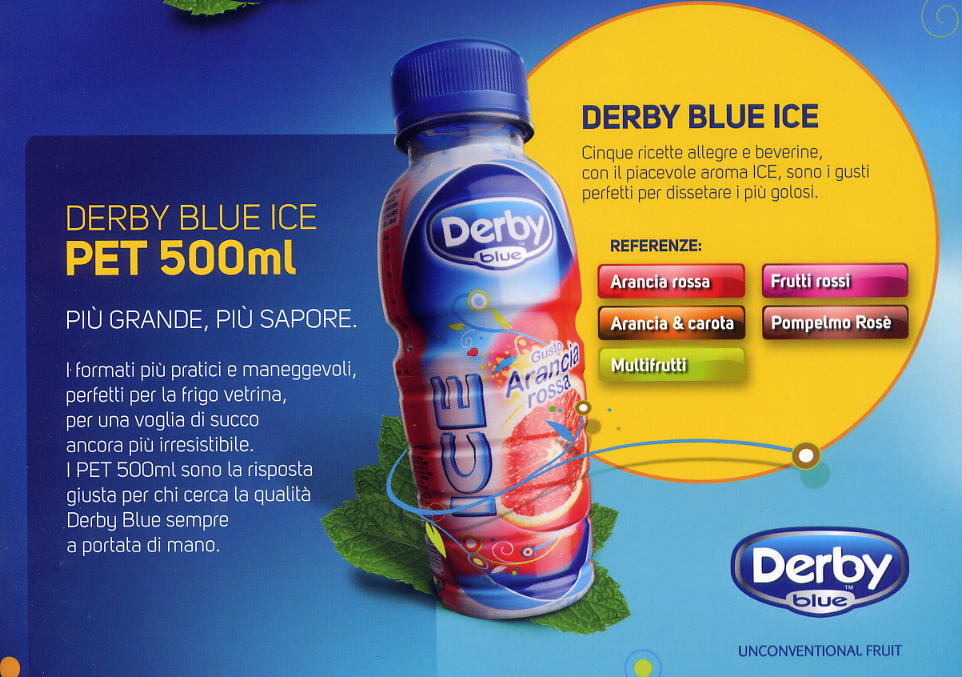 DERBY BLUE ICE
PET 500ml
PIÙ GRANDE, PIÙ SAPORE.
I formati più pratici e maneggevoli,
perfetti per la frigo vetrina,
per una voglia di succo
ancora più irresistibile.
I PET 500ml sono la risposta
giusta per chi cerca la qualità
Derby Blue sempre
a portata di mano.
Derby
blue
ICE
Gusto
Arancia
rossa
DERBY BLUE ICE
Cinque ricette allegre e beverine,
con il piacevole aroma ICE, sono i gusti
perfetti per dissetare i più golosi.
REFERENZE:
Arancia rossa
Frutti rossi
Arancia & carota
Pompelmo Rosè
Multifrutti
Derby
blue™
UNCONVENTIONAL FRUIT